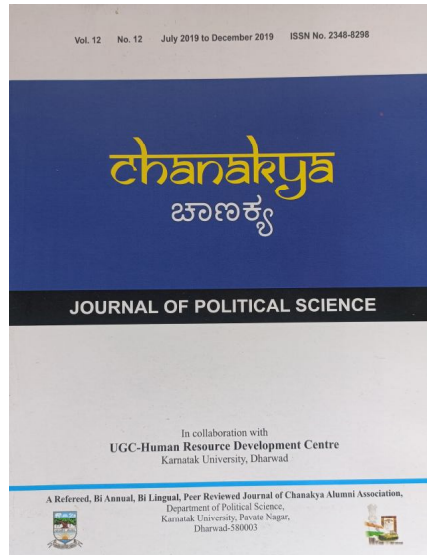 Vol. 12 No. 12 July 2019 to December 2019 ISSN No. 2348-8298
chanakya
ಚಾಣಕ್ಯ
JOURNAL OF POLITICAL SCIENCE
In collaboration with
UGC-Human Resource Development Centre
Karnatak University, Dharwad
A Refereed, Bi Annual, Bi Lingual, Peer Reviewed Journal of Chanakya Alumni Association,
Department of Political Science,
Karnatak University, Pavate Nagar,
Dharwad-580003